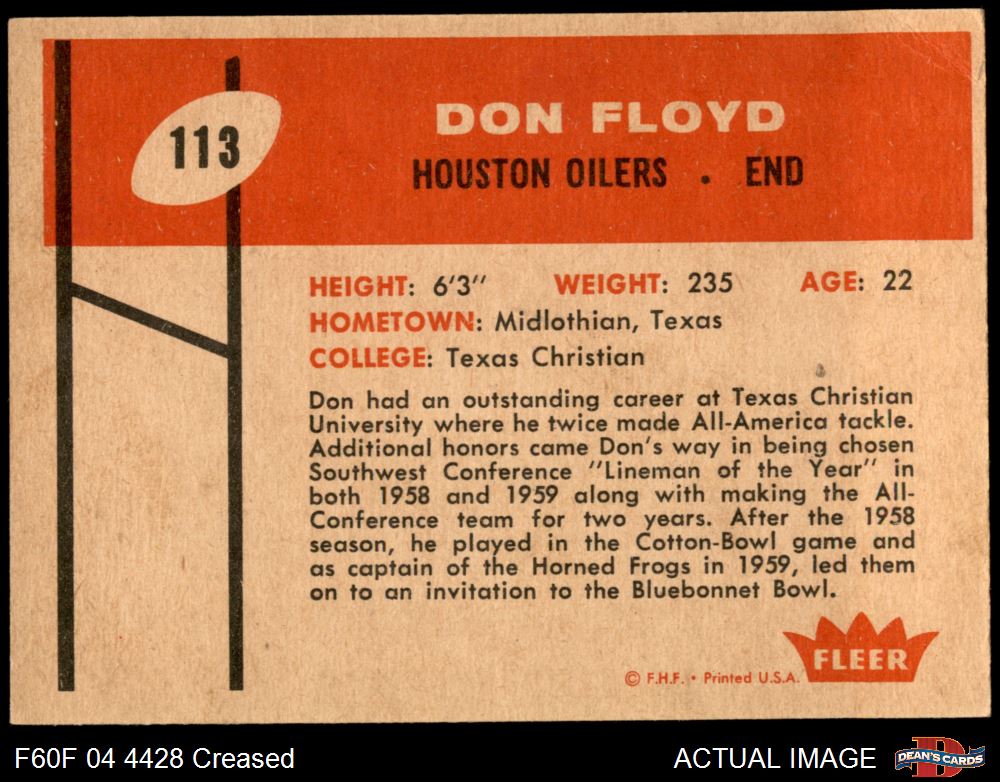 113
DON FLOYD
HOUSTON OILERS . END
HEIGHT: 6'3" WEIGHT: 235 AGE: 22
HOMETOWN: Midlothian, Texas
COLLEGE: Texas Christian
Don had an outstanding career at Texas Christian
University where he twice made All-America tackle.
Additional honors came Don's way in being chosen
Southwest Conference "Lineman of the Year" in
both 1958 and 1959 along with making the All-
Conference team for two years. After the 1958
season, he played in the Cotton-Bowl game and
as captain of the Horned Frogs in 1959, led them
on to an invitation to the Bluebonnet Bowl.
FLEER
© F.H.F. • Printed U.S.A.
F60F 04 4428 Creased
ACTUAL IMAGE
D
DEAN'S CARDS